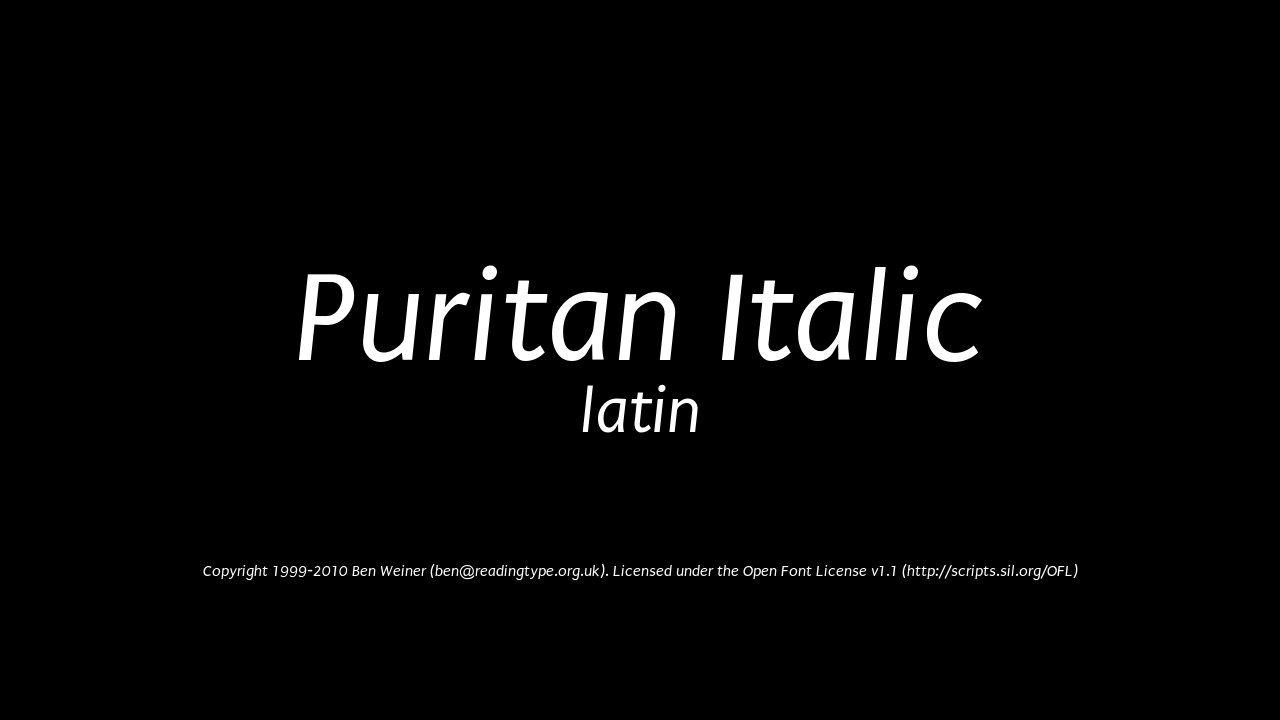 Puritan Italic
latin
Copyright 1999-2010 Ben Weiner (ben@readingtype.org.uk). Licensed under the Open Font License v1.1 (http://scripts.sil.org/OFL)